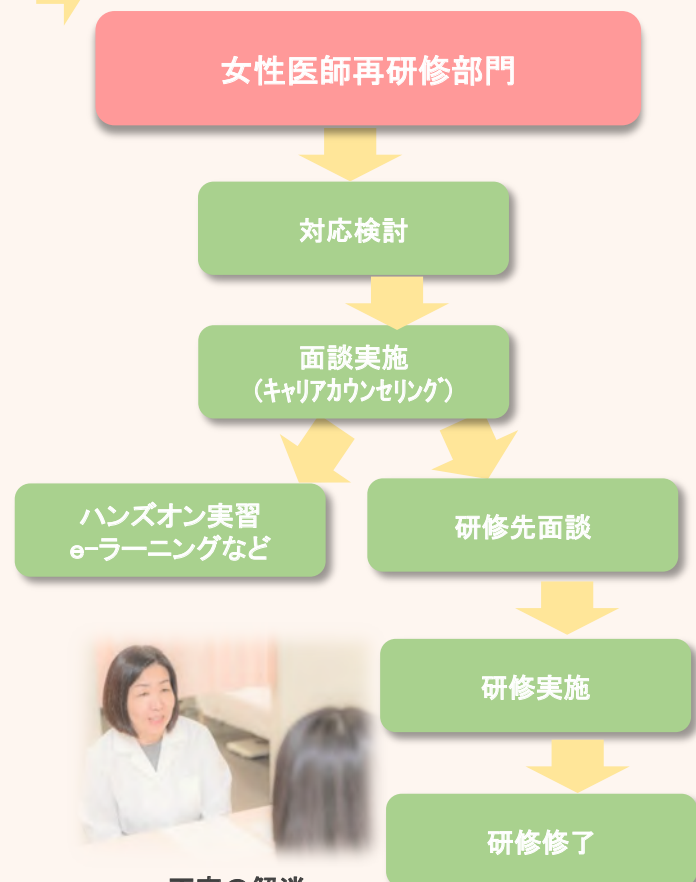 女性医師再研修部門
対応検討
面談実施
(ｷｬﾘｱｶｳﾝｾﾘﾝｸﾞ)
ハンズオン実習
e-ラーニングなど
研修先面談
研修実施
研修修了